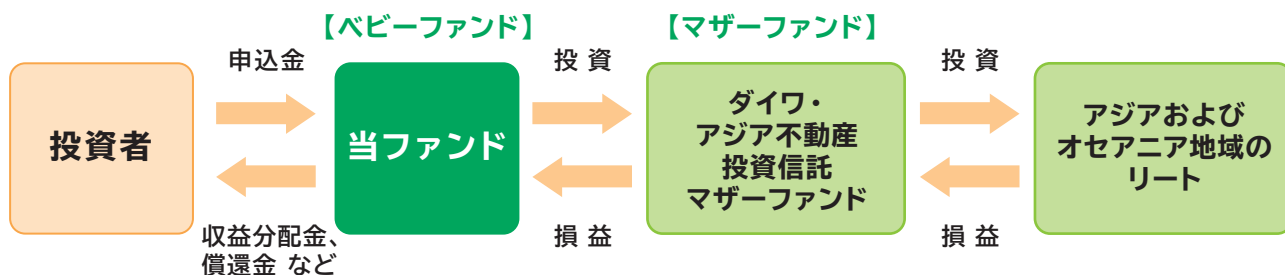 【ベビーファンド】
【マザーファンド】
申込金
投 資
投 資
投資者
当ファンド
ダイワ・
アジア不動産
投資信託
マザーファンド
アジアおよび
オセアニア地域の
リート
収益分配金、
償還金 など
損 益
損 益